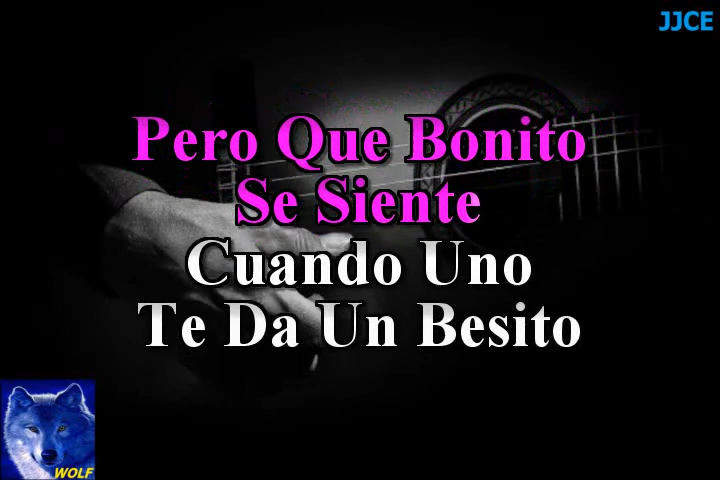 JJCE
Pero Que Bonito
Se Siente
Cuando Uno
Te Da Un Besito
WOLF